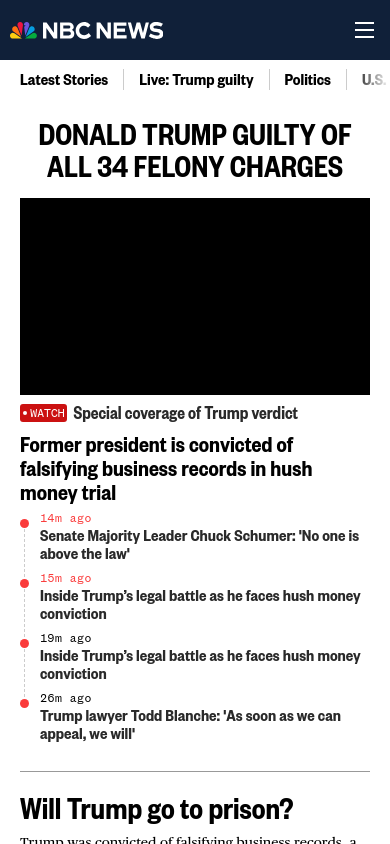 NBC NEWS
Latest Stories
Live: Trump guilty
Politics
U.S.
DONALD TRUMP GUILTY OF
ALL 34 FELONY CHARGES
WATCH Special coverage of Trump verdict
Former president is convicted of
falsifying business records in hush
money trial
14m ago
Senate Majority Leader Chuck Schumer: 'No one is
above the law'
15m ago
Inside Trump’s legal battle as he faces hush money
conviction
19m ago
Inside Trump’s legal battle as he faces hush money
conviction
26m ago
Trump lawyer Todd Blanche: 'As soon as we can
appeal, we will'
Will Trump go to prison?
Trump was convicted of falsifying business records, a